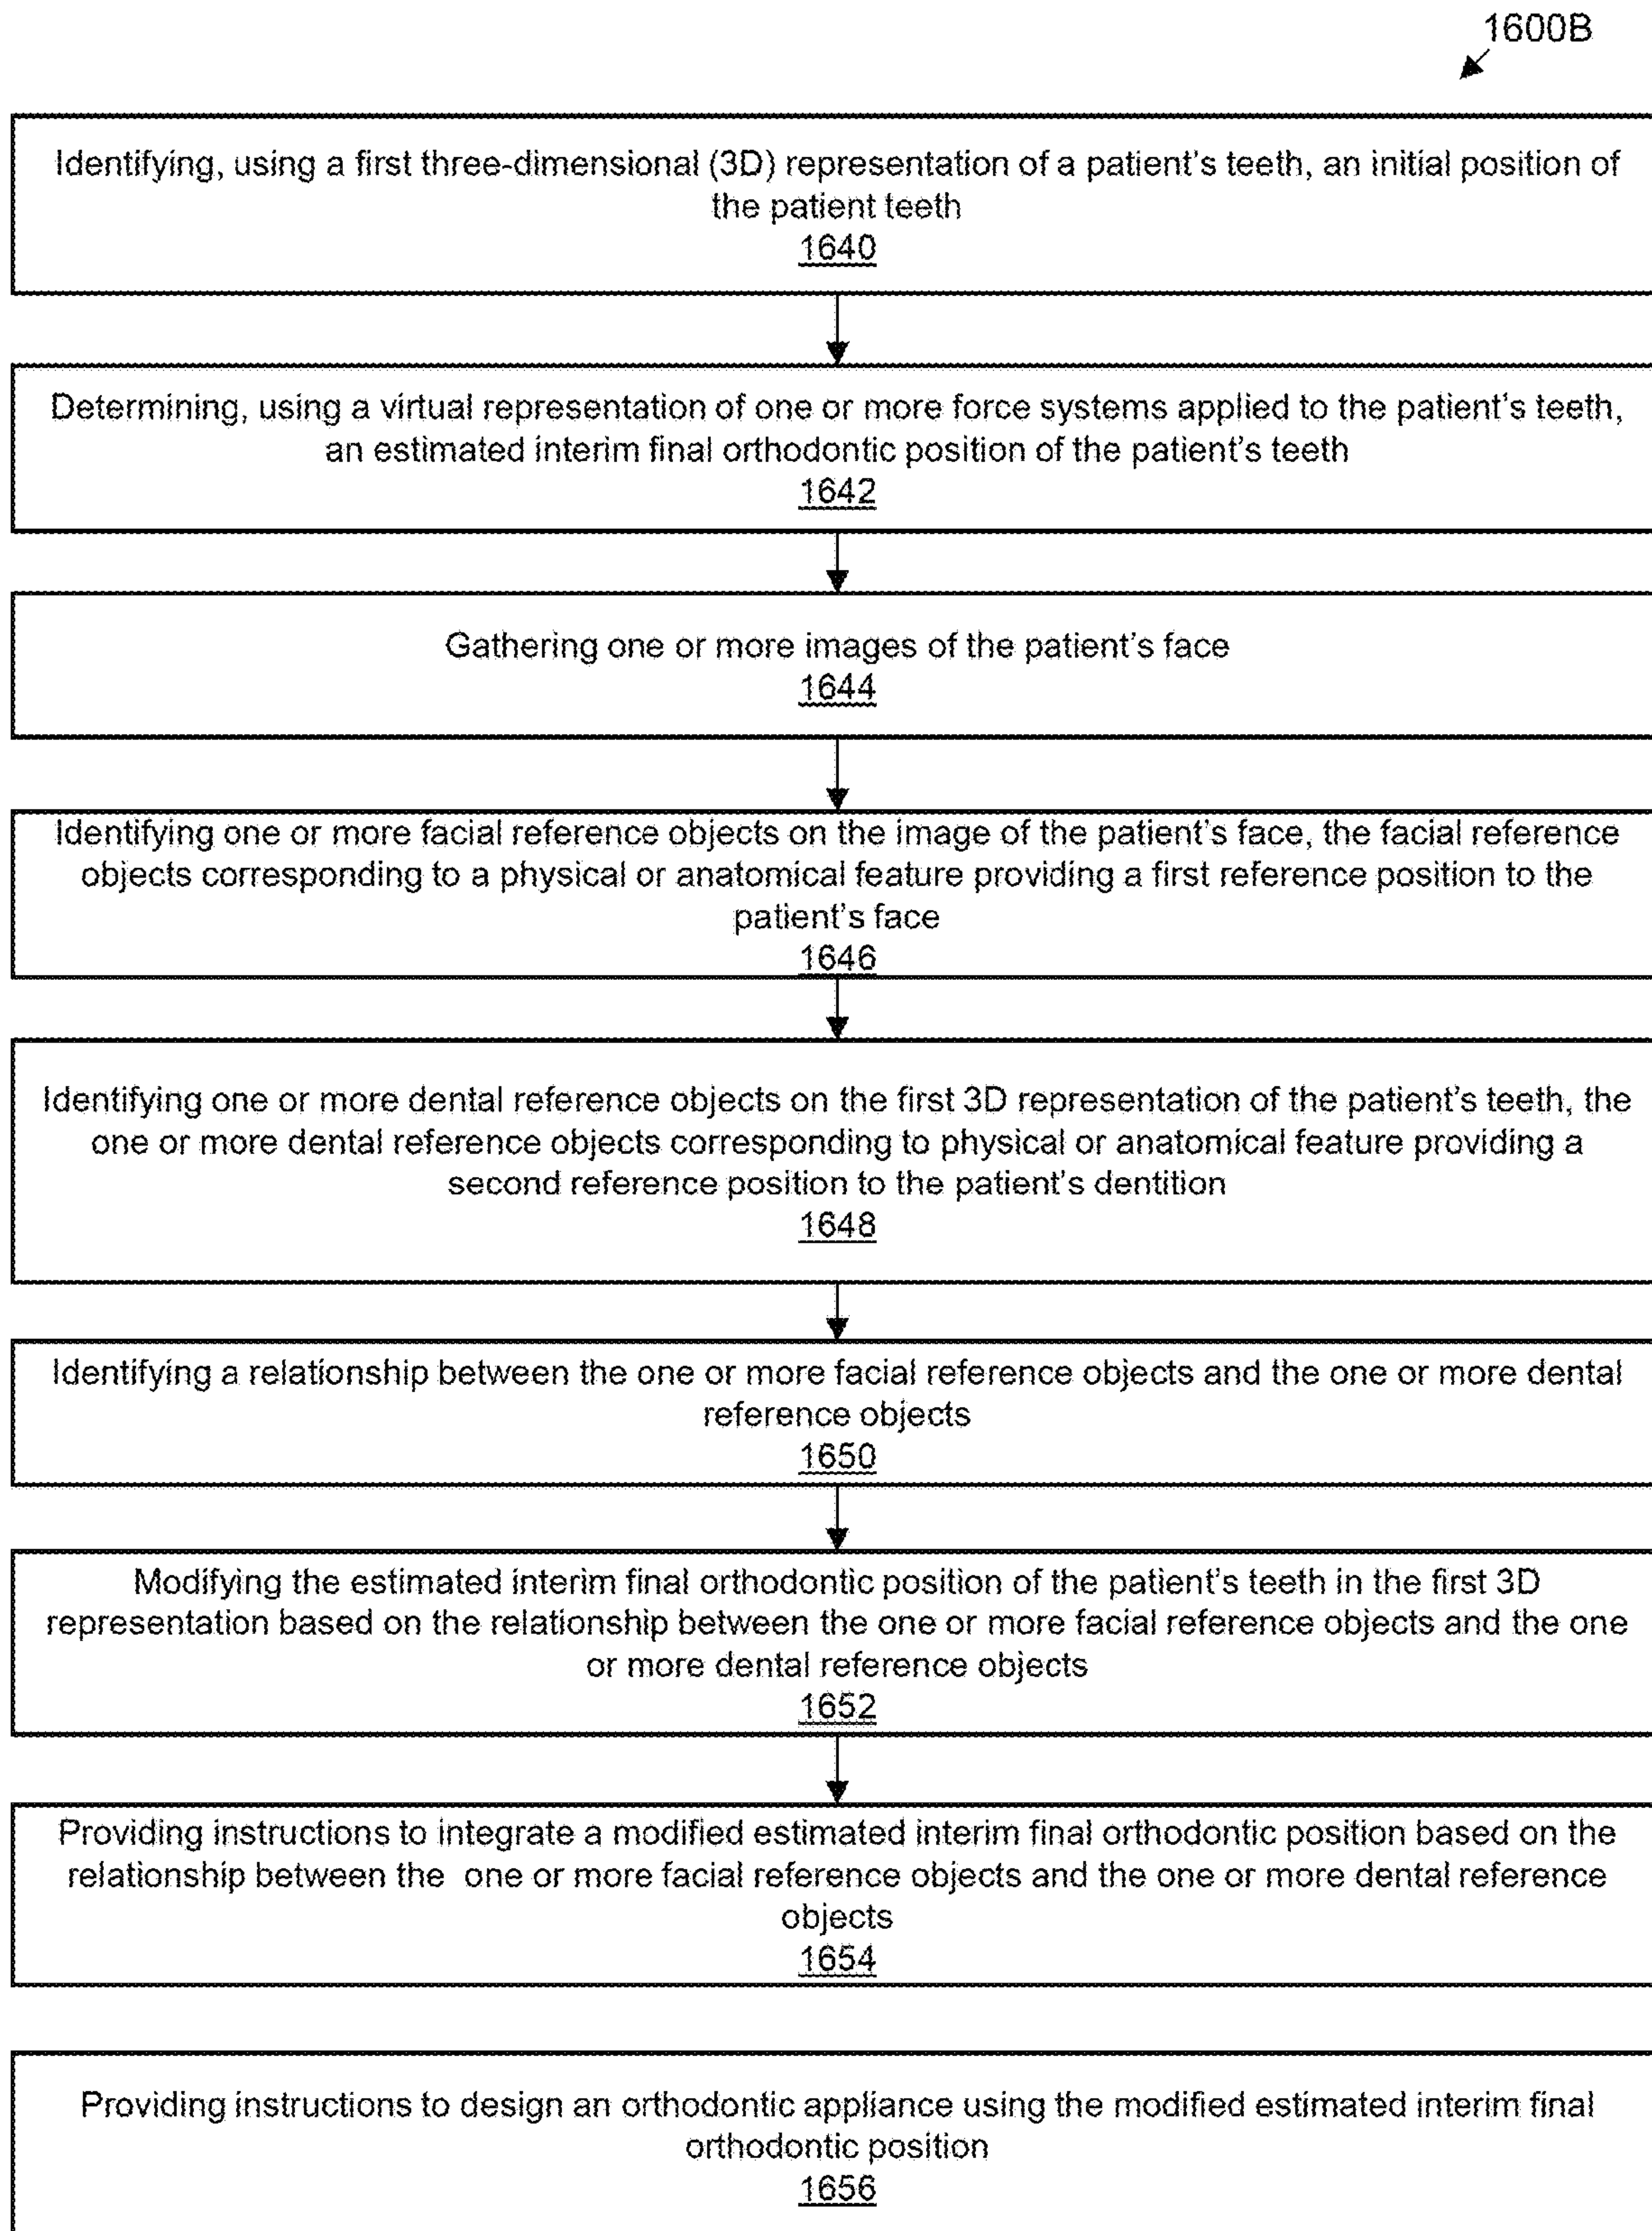 1600B
Identifying, using a first three-dimensional (3D) representation of a patient's teeth, an initial position of
the patient teeth
1640
Determining, using a virtual representation of one or more force systems applied to the patient's teeth,
an estimated interim final orthodontic position of the patient's teeth
1642
Gathering one or more images of the patient's face
1644
Identifying one or more facial reference objects on the image of the patient's face, the facial reference
objects corresponding to a physical or anatomical feature providing a first reference position to the
patient's face
1646
Identifying one or more dental reference objects on the first 3D representation of the patient's teeth, the
one or more dental reference objects corresponding to physical or anatomical feature providing a
second reference position to the patient's dentition
1648
Identifying a relationship between the one or more facial reference objects and the one or more dental
reference objects
1650
Modifying the estimated interim final orthodontic position of the patient's teeth in the first 3D
representation based on the relationship between the one or more facial reference objects and the one
or more dental reference objects
1652
Providing instructions to integrate a modified estimated interim final orthodontic position based on the
relationship between the one or more facial reference objects and the one or more dental reference
objects
1654
Providing instructions to design an orthodontic appliance using the modified estimated interim final
orthodontic position
1656